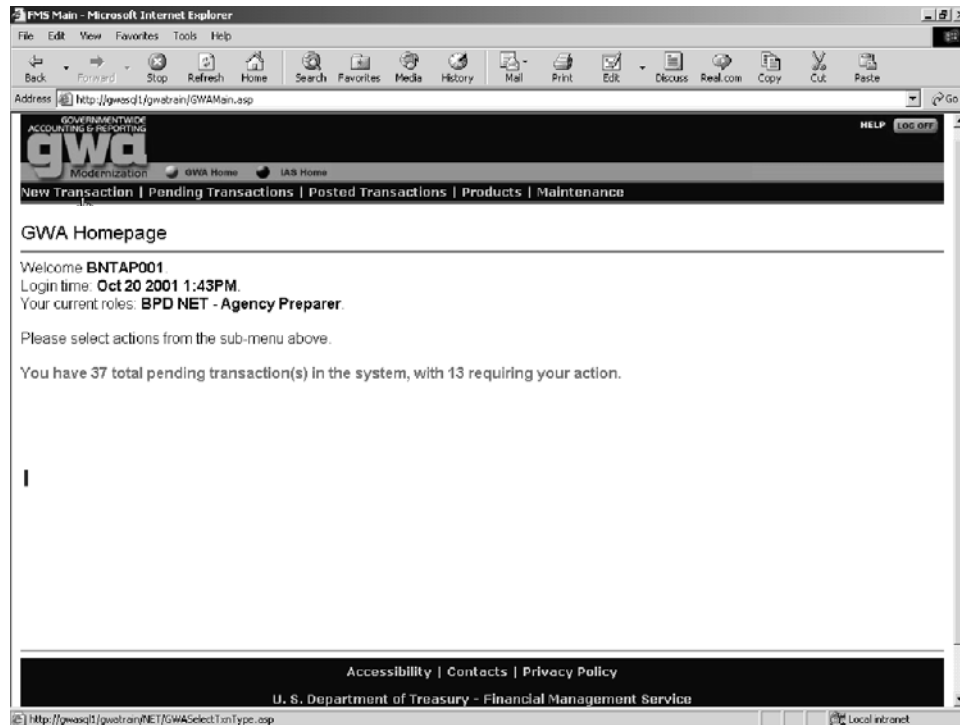 FMS Main - Microsoft Internet Explorer
File Edit View Favorites Tools Help
Back Forward Stop Refresh Home Search Favorites Media History Mail Print Edit Discuss Real.com Copy Cut Paste
Address http://gwasql1/gwatrain/GWAMain.asp Go
GOVERNMENTWIDE
ACCOUNTING & REPORTING
HELP LOG OFF
gwa
Modernization GWA Home IAS Home
New Transaction | Pending Transactions | Posted Transactions | Products | Maintenance
GWA Homepage
Welcome BNTAP001.
Login time: Oct 20 2001 1:43PM.
Your current roles: BPD NET - Agency Preparer.
Please select actions from the sub-menu above.
You have 37 total pending transaction(s) in the system, with 13 requiring your action.
Accessibility | Contacts | Privacy Policy
U. S. Department of Treasury - Financial Management Service
http://gwasql1/gwatrain/NET/GWASelectTxnType.asp Local intranet